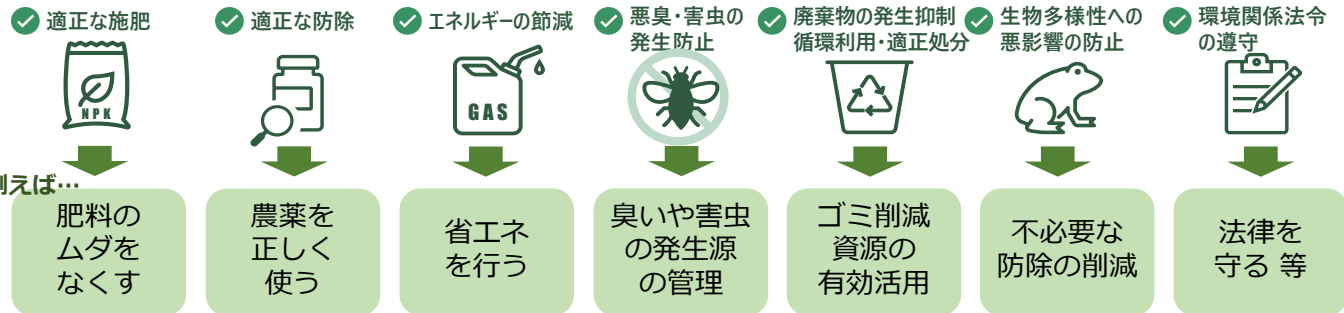 適正な施肥
適正な防除
エネルギーの節減
悪臭・害虫の
発生防止
廃棄物の発生抑制
循環利用・適正処分
生物多様性への
悪影響の防止
環境関係法令
の遵守
NPK
GAS
例えば…
肥料の
ムダを
なくす
農薬を
正しく
使う
省エネ
を行う
臭いや害虫
の発生源
の管理
ゴミ削減
資源の
有効活用
不必要な
防除の削減
法律を
守る 等